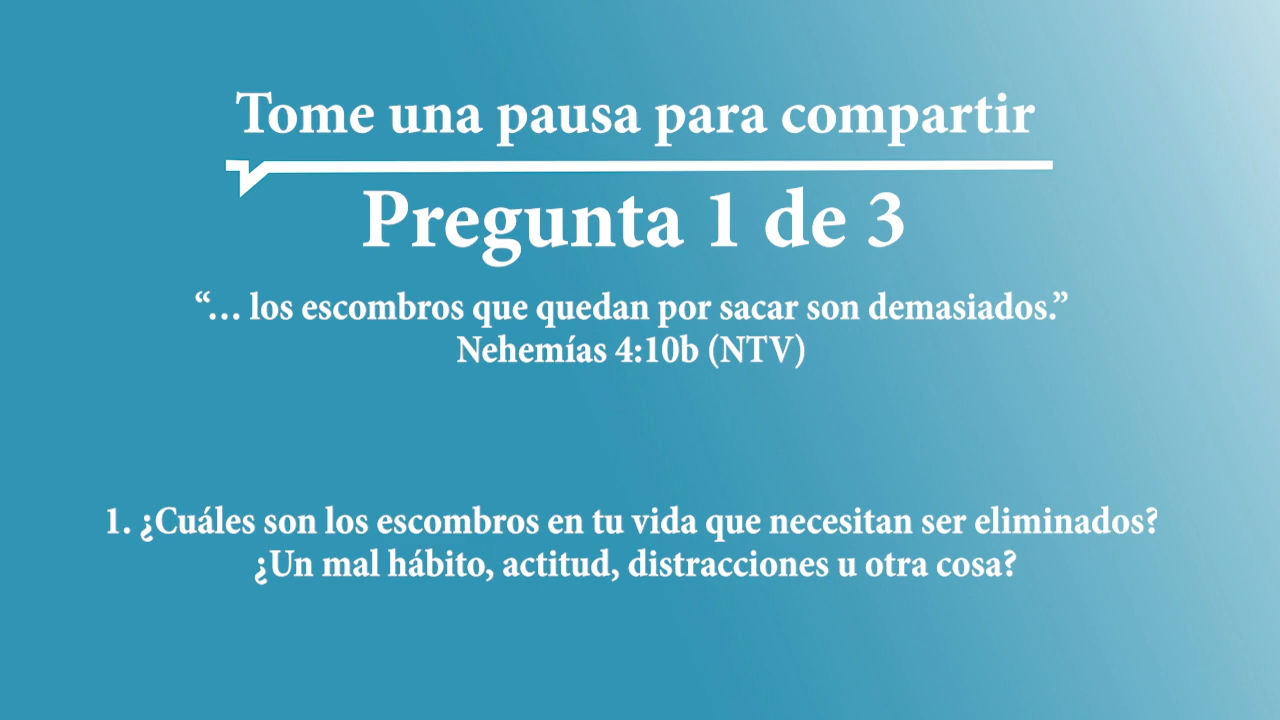 Tome una pausa para compartir
Pregunta 1 de 3
“… los escombros que quedan por sacar son demasiados.”
Nehemías 4:10b (NTV)
1. ¿Cuáles son los escombros en tu vida que necesitan ser eliminados?
¿Un mal hábito, actitud, distracciones u otra cosa?